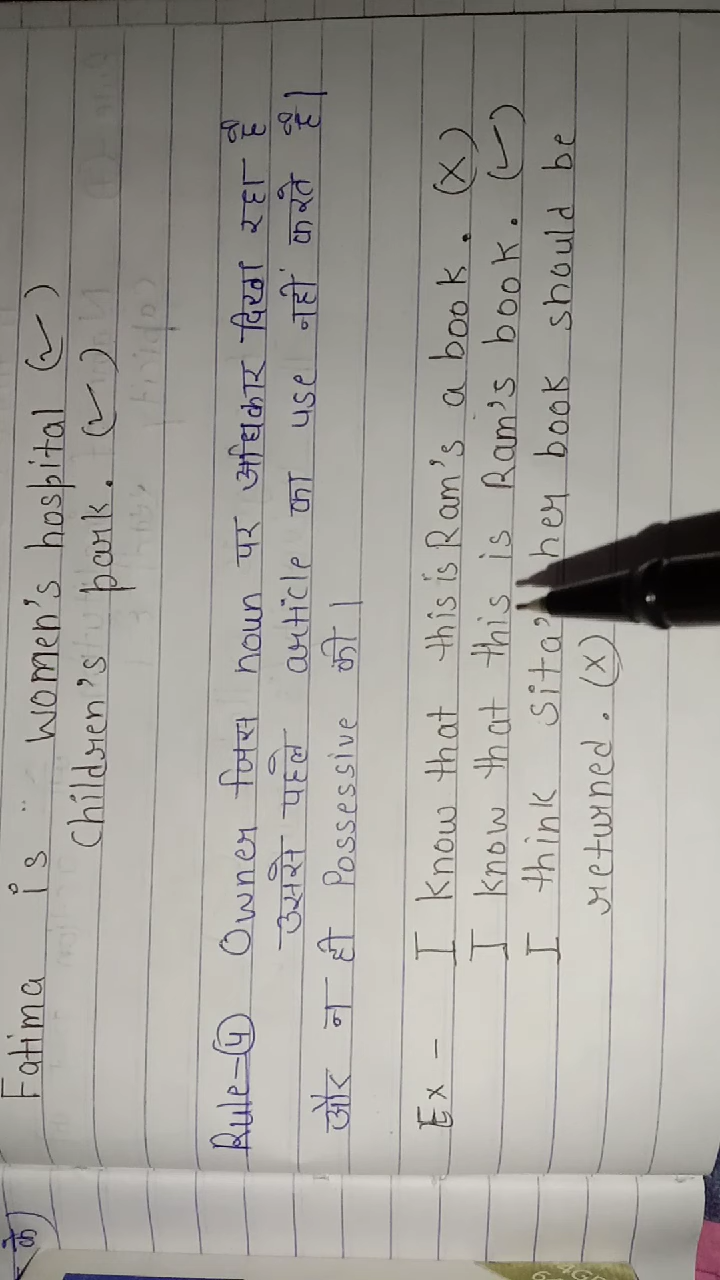 Fatima is women's hospital (✓)
Children's park. (✓)
Rule-④ Owner जिस noun पर अधिकार दिखा रहा है
उससे पहले article का use नहीं करते है।
और न ही Possessive की।
Ex - I know that this is Ram's a book. (x)
I know that this is Ram's book. (✓)
I think Sita' her book should be
returned. (x)
के)